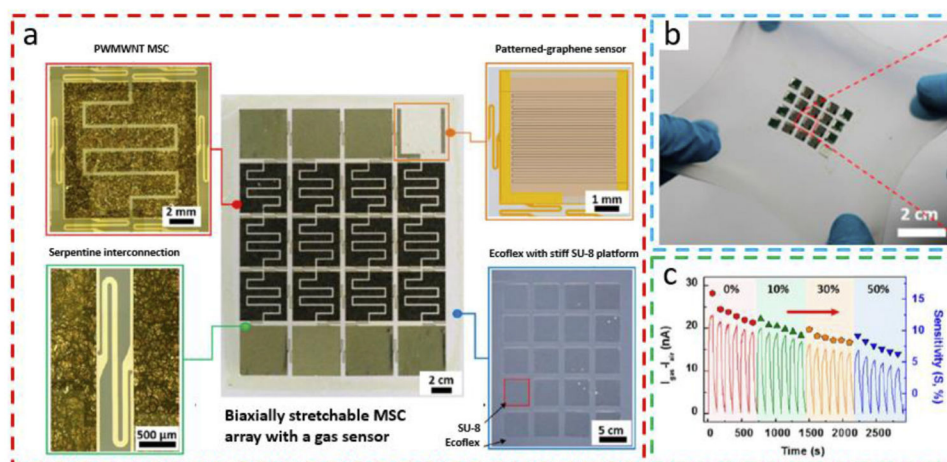 a
PWMWNT MSC
2 mm
Serpentine interconnection
500 µm
2 cm
Biaxially stretchable MSC
array with a gas sensor
Patterned-graphene sensor
1 mm
Ecoflex with stiff SU-8 platform
SU-8
Ecoflex
5 cm
b
2 cm
c
0% 10% 30% 50%
30
20
10
0
Igas-Iair (nA)
15
10
5
0
Sensitivity (S, %)
0 500 1000 1500 2000 2500
Time (s)